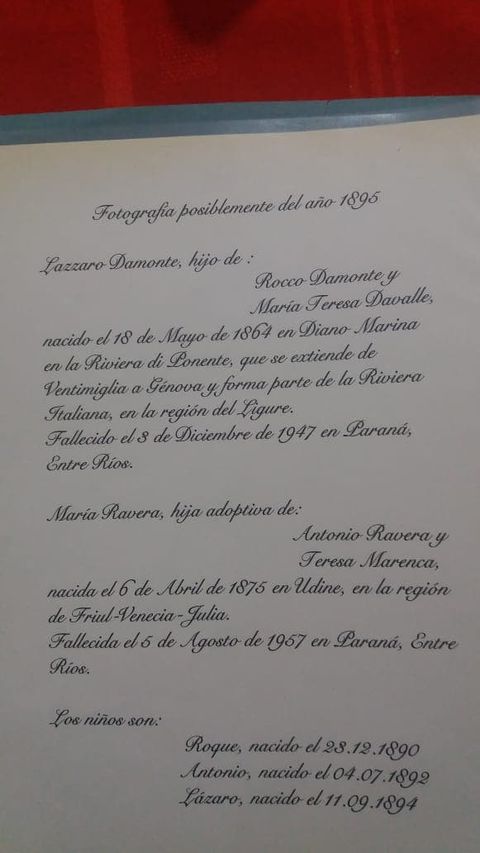 Fotografía posiblemente del año 1895
Lazzaro Damonte, hijo de :
Rocco Damonte y
María Teresa Davalle,
nacido el 18 de Mayo de 1864 en Diano Marina
en la Riviera di Ponente, que se extiende de
Ventimiglia a Génova y forma parte de la Riviera
Italiana, en la región del Ligure.
Fallecido el 3 de Diciembre de 1947 en Paraná,
Entre Ríos.
María Ravera, hija adoptiva de:
Antonio Ravera y
Teresa Marenca,
nacida el 6 de Abril de 1875 en Udine, en la región
de Friul-Venecia-Julia.
Fallecida el 5 de Agosto de 1957 en Paraná, Entre
Ríos.
Los niños son:
Roque, nacido el 23.12.1890
Antonio, nacido el 04.07.1892
Lázaro, nacido el 11.09.1894